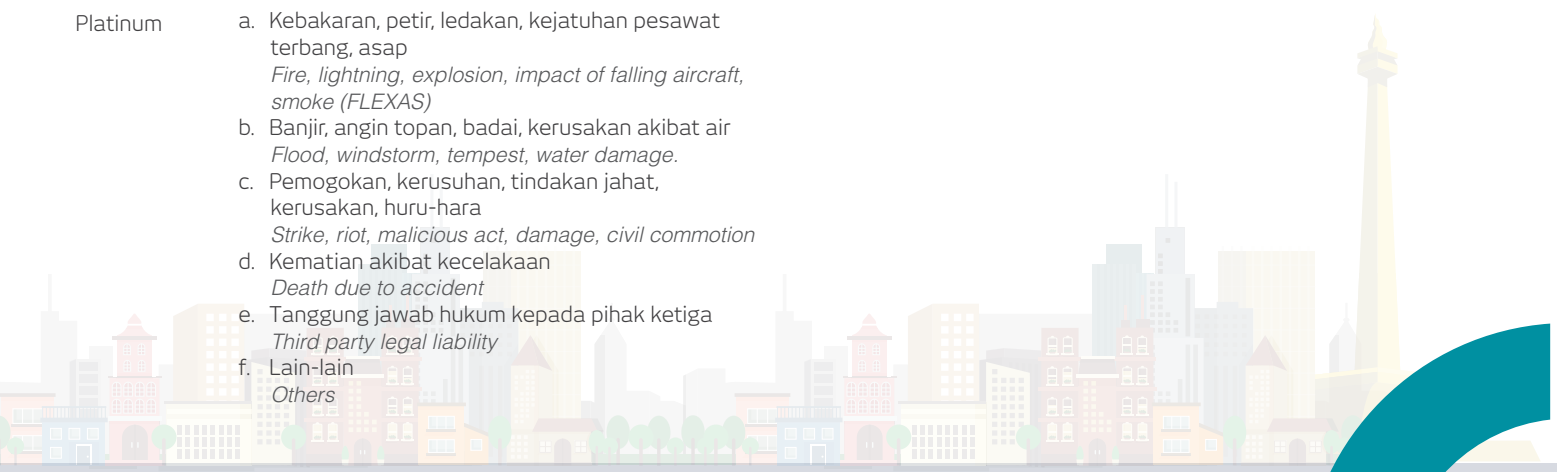 Platinum a. Kebakaran, petir, ledakan, kejatuhan pesawat
terbang, asap
Fire, lightning, explosion, impact of falling aircraft,
smoke (FLEXAS)
b. Banjir, angin topan, badai, kerusakan akibat air
Flood, windstorm, tempest, water damage.
c. Pemogokan, kerusuhan, tindakan jahat,
kerusakan, huru-hara
Strike, riot, malicious act, damage, civil commotion
d. Kematian akibat kecelakaan
Death due to accident
e. Tanggung jawab hukum kepada pihak ketiga
Third party legal liability
f. Lain-lain
Others